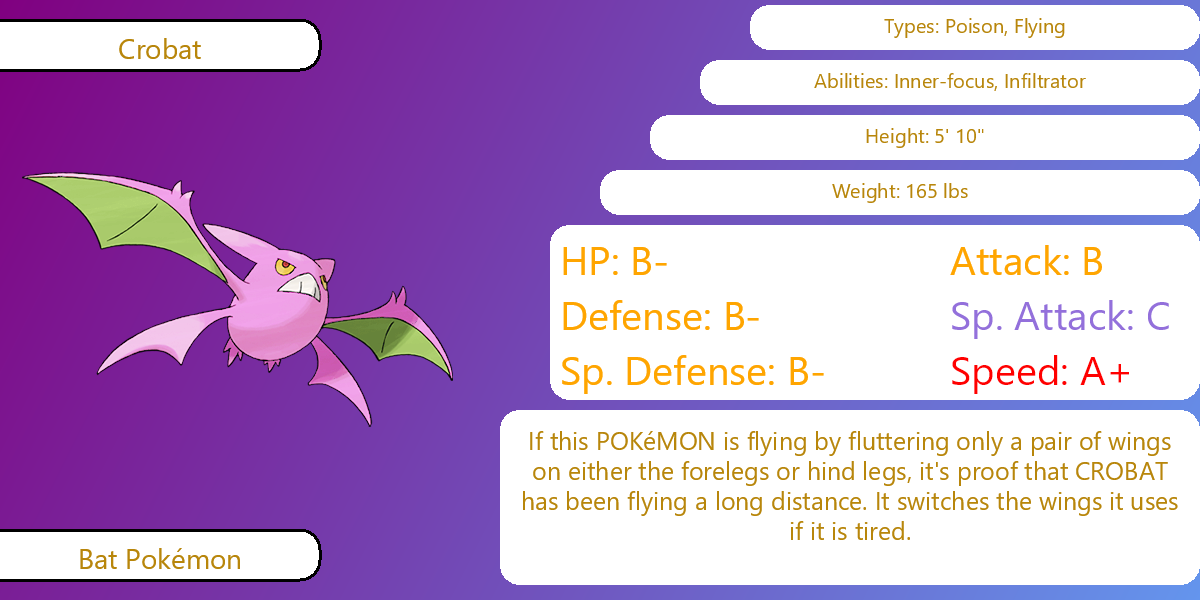 Crobat
Types: Poison, Flying
Abilities: Inner-focus, Infiltrator
Height: 5' 10"
Weight: 165 lbs
HP: B-
Attack: B
Defense: B-
Sp. Attack: C
Sp. Defense: B-
Speed: A+
If this POKéMON is flying by fluttering only a pair of wings
on either the forelegs or hind legs, it's proof that CROBAT
has been flying a long distance. It switches the wings it uses
if it is tired.
Bat Pokémon